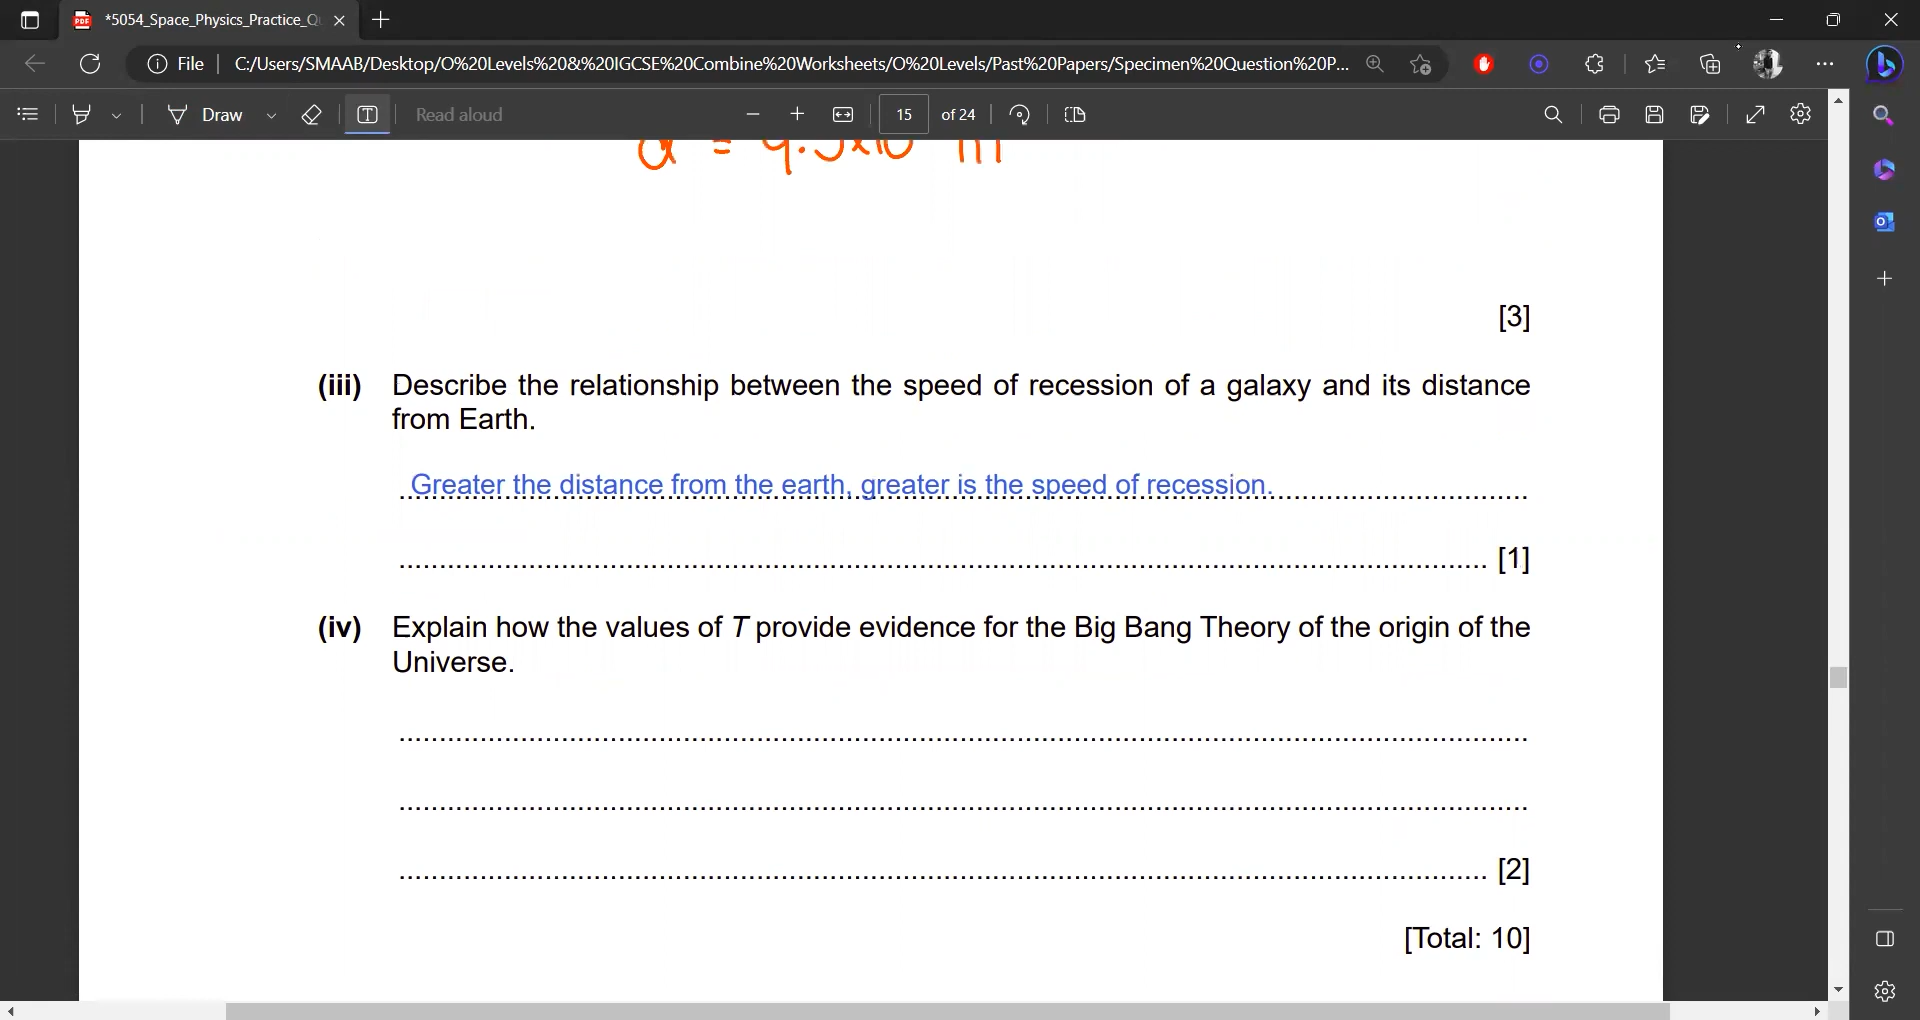 *5054_Space_Physics_Practice_Qu
File
C:/Users/SMAAB/Desktop/O%20Levels%20&%20IGCSE%20Combine%20Worksheets/O%20Levels/Past%20Papers/Specimen%20Question%20P...
Draw
Read aloud
15 of 24
[3]
(iii) Describe the relationship between the speed of recession of a galaxy and its distance
from Earth.
Greater the distance from the earth, greater is the speed of recession.
[1]
(iv) Explain how the values of T provide evidence for the Big Bang Theory of the origin of the
Universe.
[2]
[Total: 10]